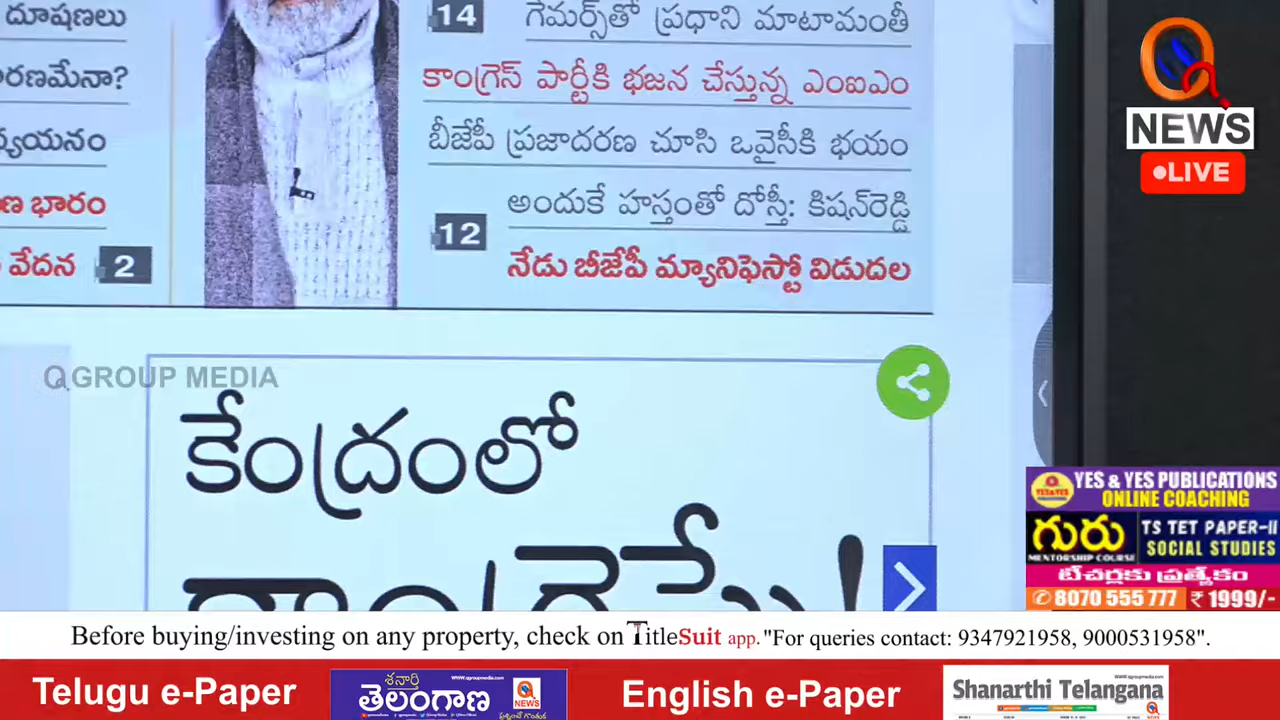 దూషణలు
14 గేమర్స్‌తో ప్రధాని మాటామంతీ
కాంగ్రెస్ పార్టీకి భజన చేస్తున్న ఎంఐఎం
బీజేపీ ప్రజాదరణ చూసి ఒవైసీకి భయం
భారం
అందుకే హస్తంతో దోస్తీ: కిషన్‌రెడ్డి
12
వేదన 2
నేడు బీజేపీ మ్యానిఫెస్టో విడుదల
Q GROUP MEDIA
కేంద్రంలో
Q
NEWS
LIVE
YES & YES PUBLICATIONS
ONLINE COACHING
గురు
MENTORSHIP COURSE
TS TET PAPER-II
SOCIAL STUDIES
టీచర్లకు ప్రత్యేకం
8070 555 777 ₹ 1999/-
Before buying/investing on any property, check on TitleSuit app. "For queries contact: 9347921958, 9000531958".
Telugu e-Paper
శనార్తి
తెలంగాణ
NEWS
English e-Paper
Shanarthi Telangana